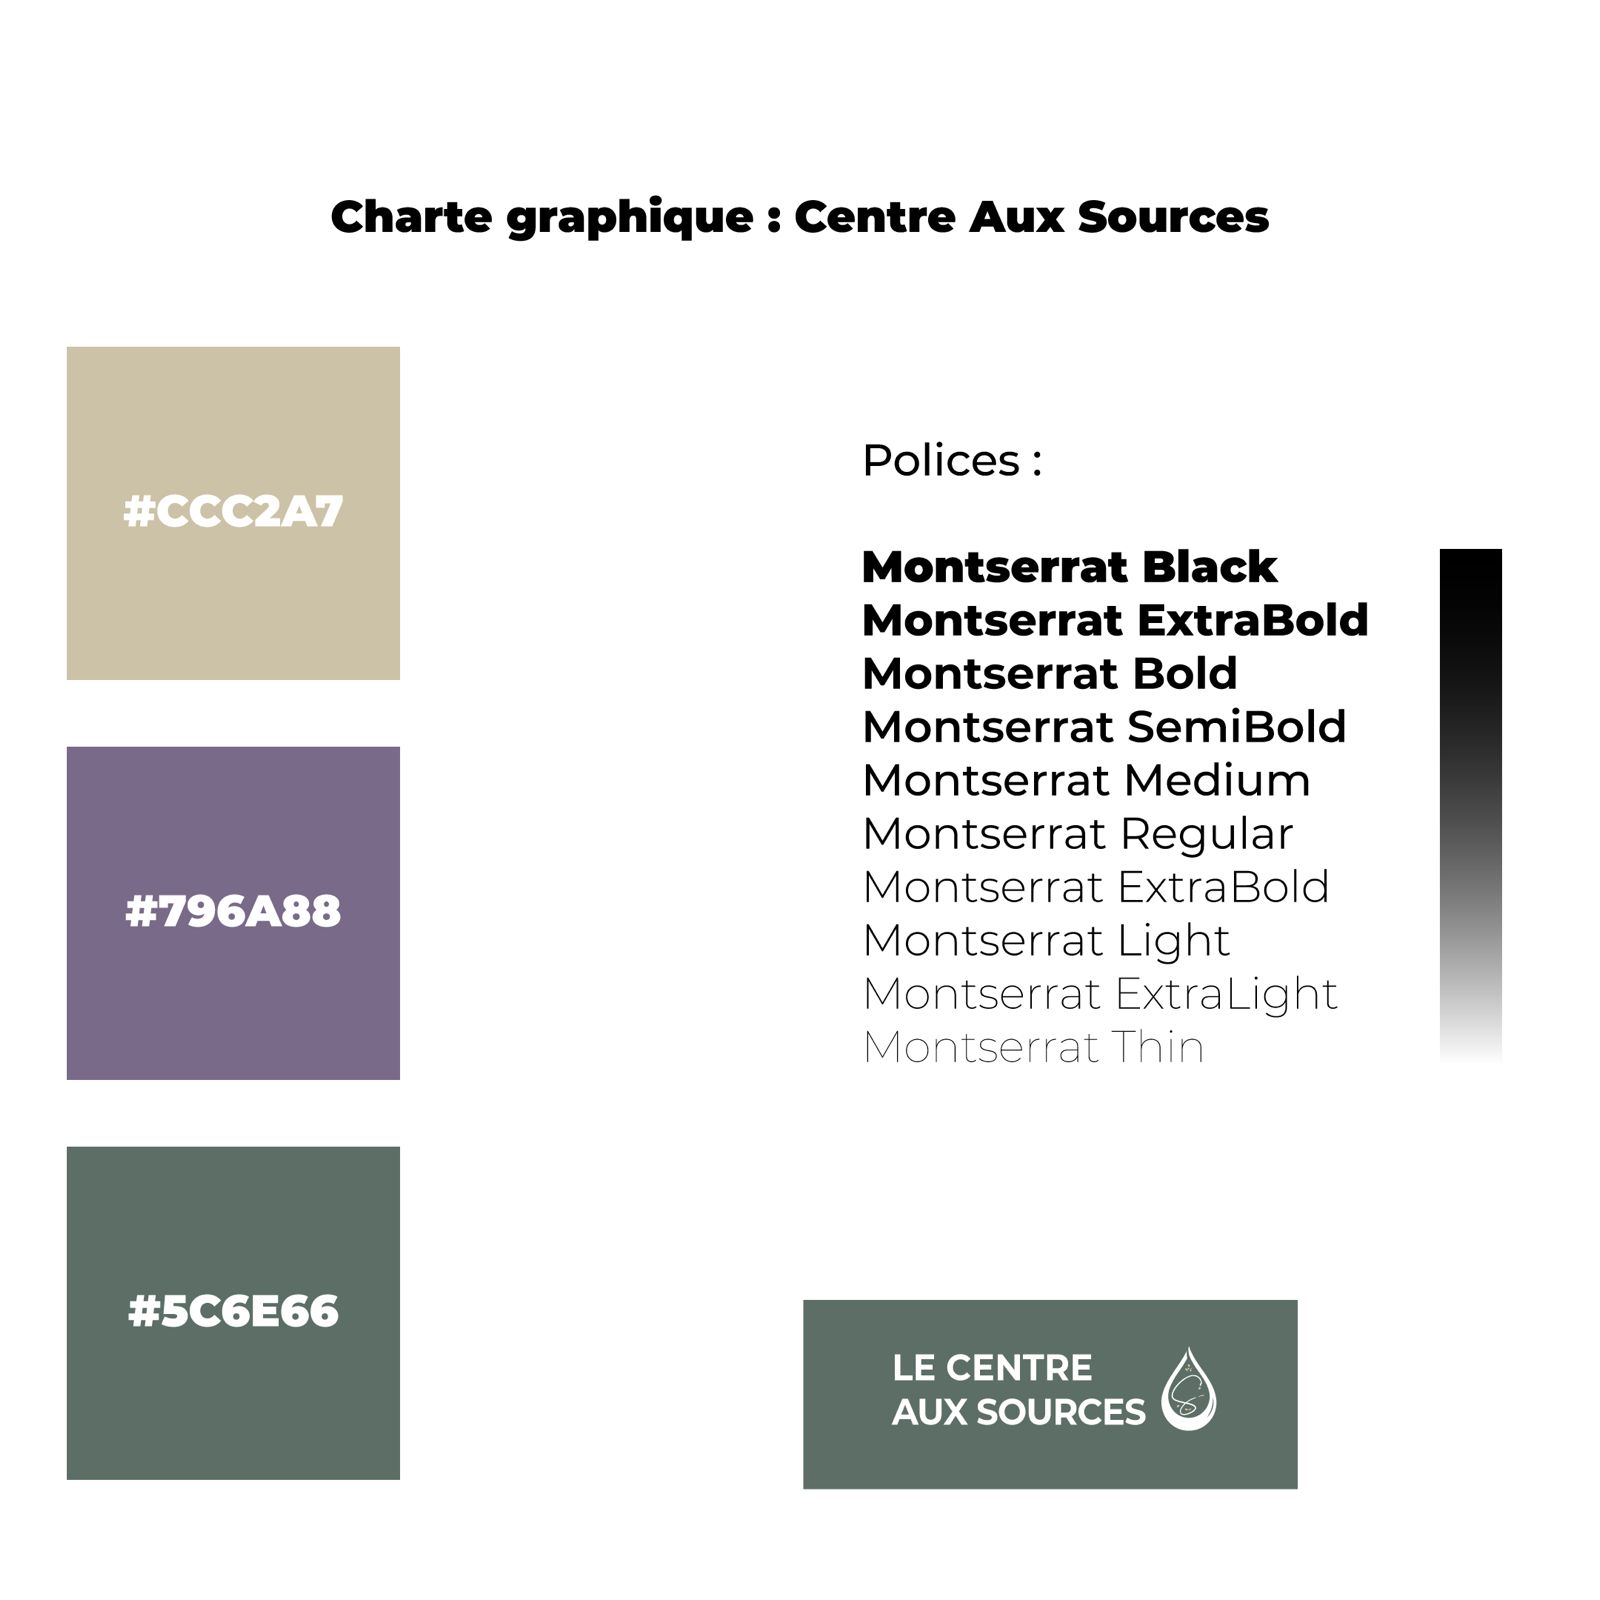 Charte graphique : Centre Aux Sources
#CCC2A7
#796A88
#5C6E66
Polices :
Montserrat Black
Montserrat ExtraBold
Montserrat Bold
Montserrat SemiBold
Montserrat Medium
Montserrat Regular
Montserrat ExtraBold
Montserrat Light
Montserrat ExtraLight
Montserrat Thin
LE CENTRE
AUX SOURCES